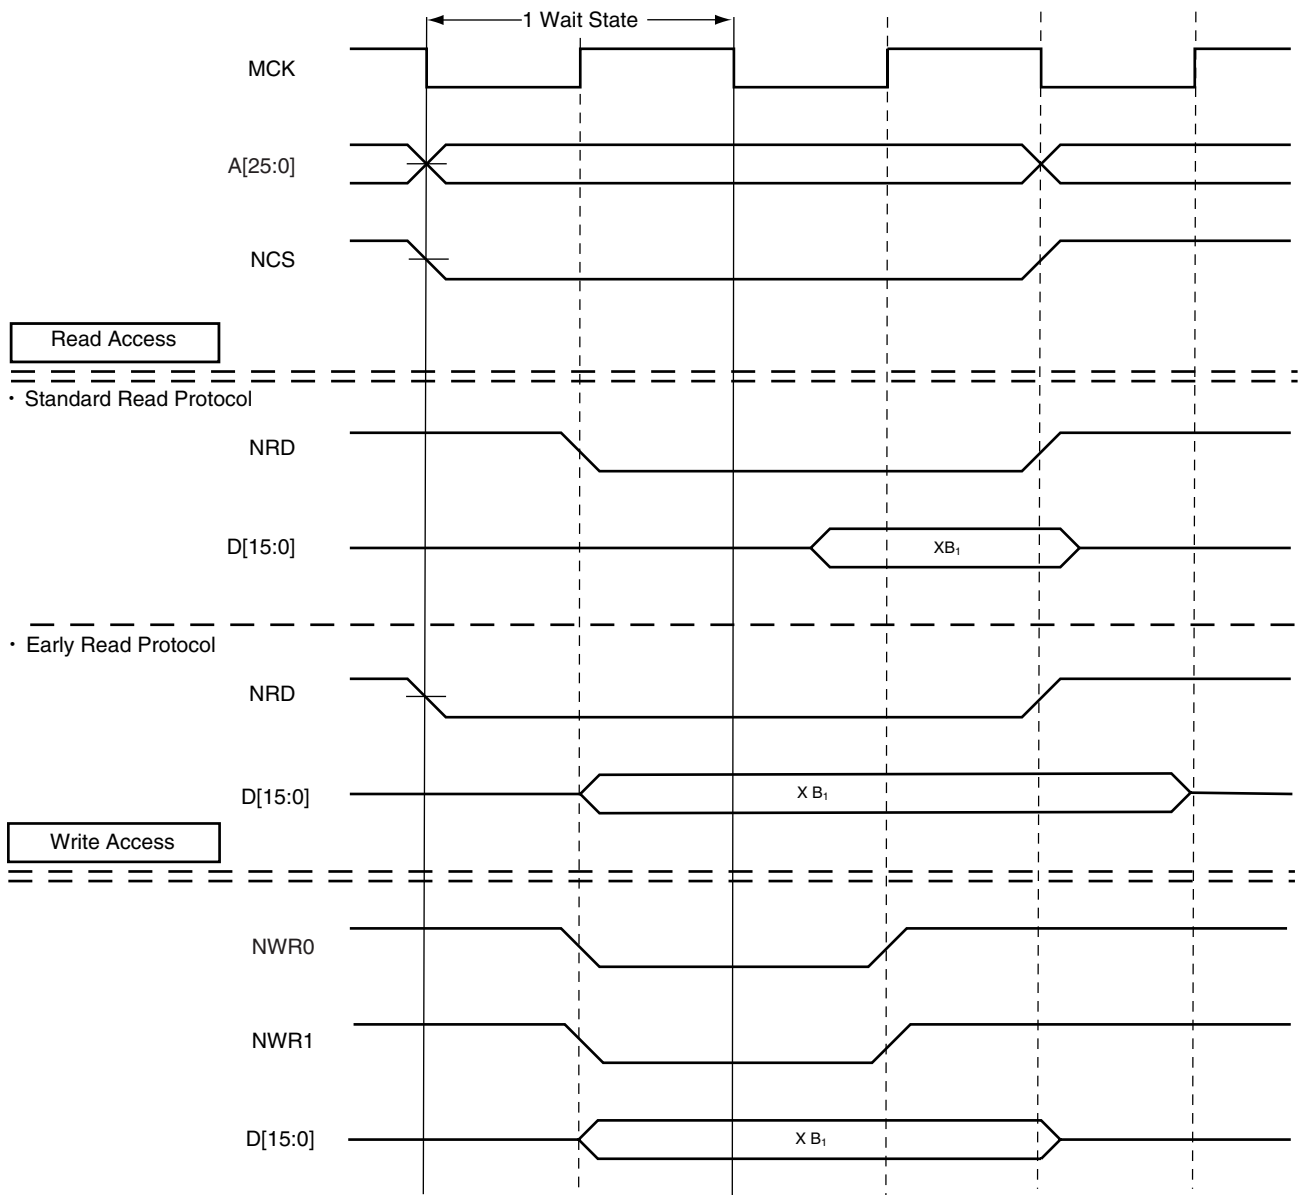 1 Wait State
MCK
A[25:0]
NCS
Read Access
· Standard Read Protocol
NRD
D[15:0]
XB₁
· Early Read Protocol
NRD
D[15:0]
X B₁
Write Access
NWR0
NWR1
D[15:0]
X B₁